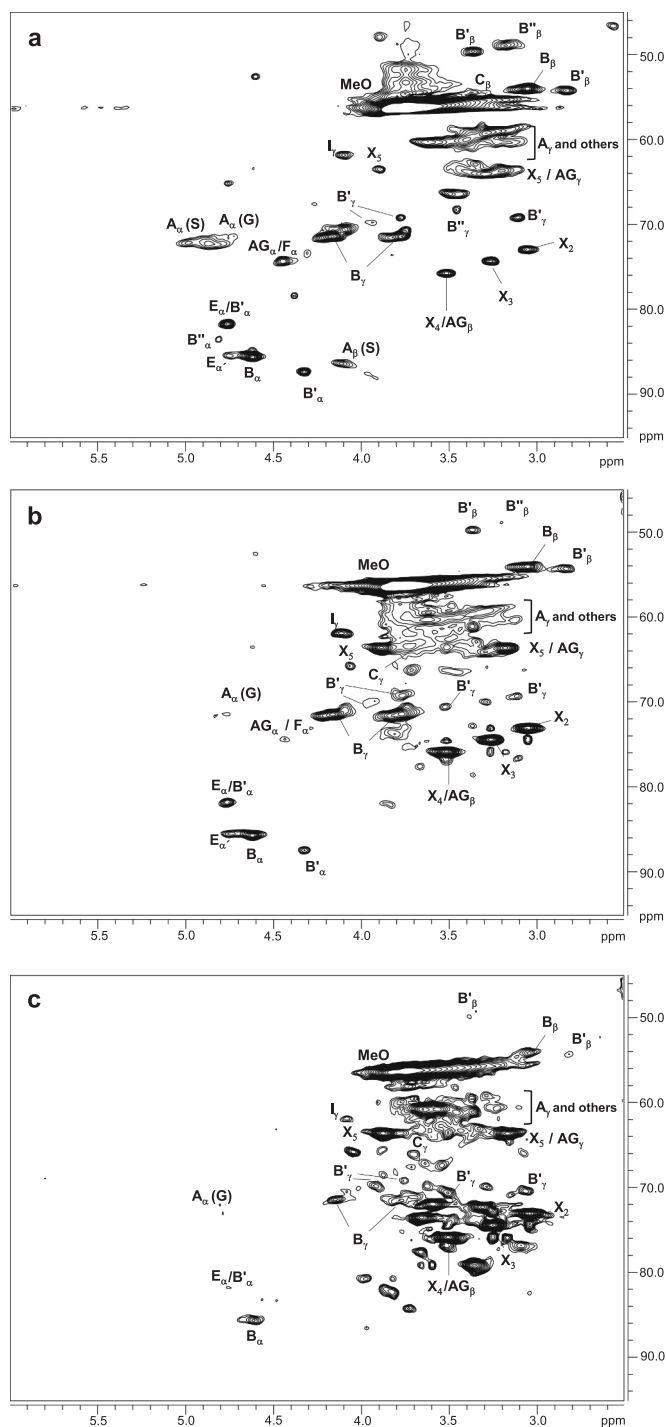 a
B'β B''β
50.0
Bβ
MeO Cβ B'β
Iγ X5 60.0
Aγ and others
X5 / AGγ
B'γ
Aα (S) Aα (G) B''γ B'γ
70.0
AGα/Fα
Bγ X2
X3
X4/AGβ
Eα/B'α 80.0
B''α
Eα´ Bα Aβ (S)
B'α
90.0
ppm
5.5 5.0 4.5 4.0 3.5 3.0 ppm
b
B'β B''β 50.0
Bβ
MeO B'β
Iγ 60.0
Aγ and others
X5 X5 / AGγ
Cγ
Aα (G) B'γ B'γ B'γ 70.0
AGα / Fα X2
Bγ
X3
Eα/B'α X4/AGβ 80.0
Eα´
Bα B'α
90.0
ppm
5.5 5.0 4.5 4.0 3.5 3.0 ppm
c
B'β 50.0
Bβ
MeO B'β
Iγ 60.0
Aγ and others
X5 Cγ X5 / AGγ
B'γ B'γ B'γ
Aα (G) 70.0
X2
Bγ
X3
Eα/B'α X4/AGβ 80.0
Bα
90.0
ppm
5.5 5.0 4.5 4.0 3.5 3.0 ppm